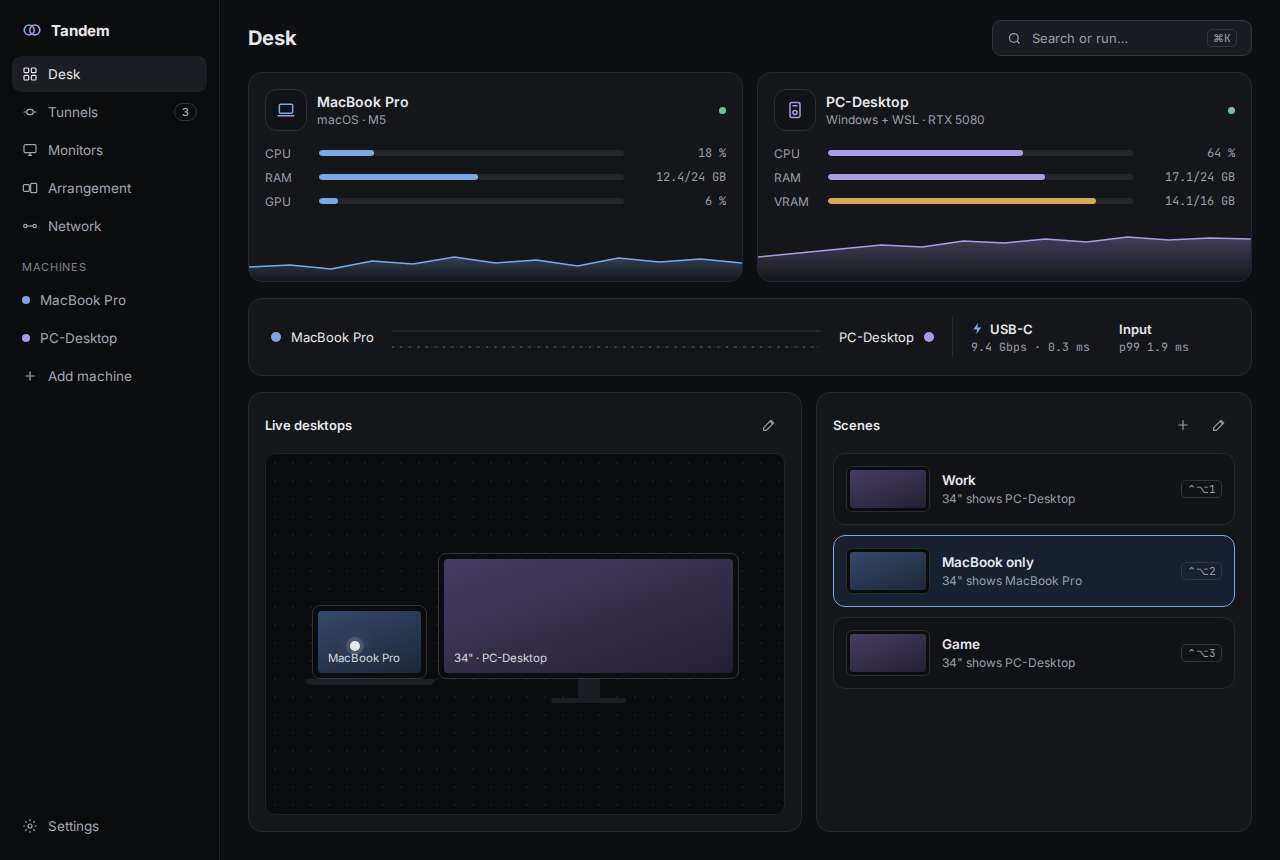 Tandem
Desk
Tunnels 3
Monitors
Arrangement
Network
MACHINES
MacBook Pro
PC-Desktop
Add machine
Settings
Desk
Search or run... ⌘K
MacBook Pro
macOS · M5
CPU 18 %
RAM 12.4/24 GB
GPU 6 %
PC-Desktop
Windows + WSL · RTX 5080
CPU 64 %
RAM 17.1/24 GB
VRAM 14.1/16 GB
MacBook Pro
PC-Desktop
USB-C
9.4 Gbps · 0.3 ms
Input
p99 1.9 ms
Live desktops
MacBook Pro
34" · PC-Desktop
Scenes
Work
34" shows PC-Desktop
⌃⌥1
MacBook only
34" shows MacBook Pro
⌃⌥2
Game
34" shows PC-Desktop
⌃⌥3